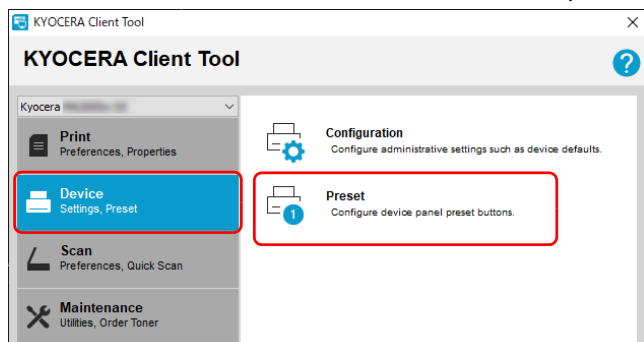 KYOCERA Client Tool
KYOCERA Client Tool
?
Kyocera
Print
Preferences, Properties
Device
Settings, Preset
Scan
Preferences, Quick Scan
Maintenance
Utilities, Order Toner
Configuration
Configure administrative settings such as device defaults.
1
Preset
Configure device panel preset buttons.